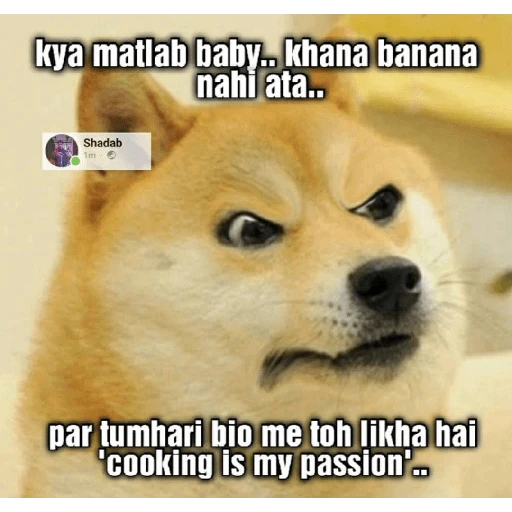 kya matlab baby.. khana banana
nahi ata..
Shadab
1m
par tumhari bio me toh likha hai
'cooking is my passion'..